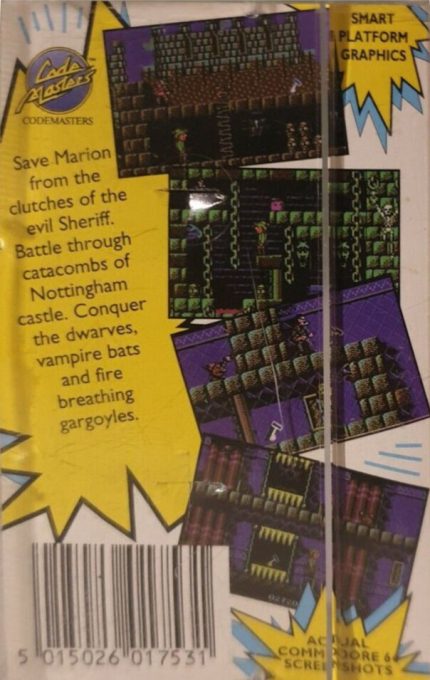 SMART
PLATFORM
GRAPHICS
Code
Masters
CODEMASTERS
Save Marion
from the
clutches of the
evil Sheriff.
Battle through
catacombs of
Nottingham
castle. Conquer
the dwarves,
vampire bats
and fire
breathing
gargoyles.
5 015026 017531
ACTUAL
COMMODORE 64
SCREENSHOTS